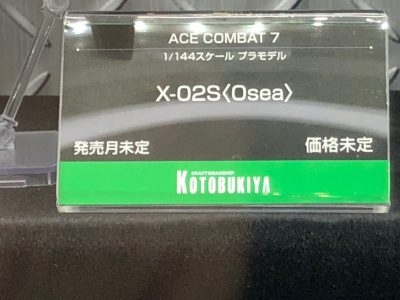 ACE COMBAT 7
1/144スケール プラモデル
X-02S〈Osea〉
発売月未定 価格未定
CRAFTSMANSHIP
KOTOBUKIYA